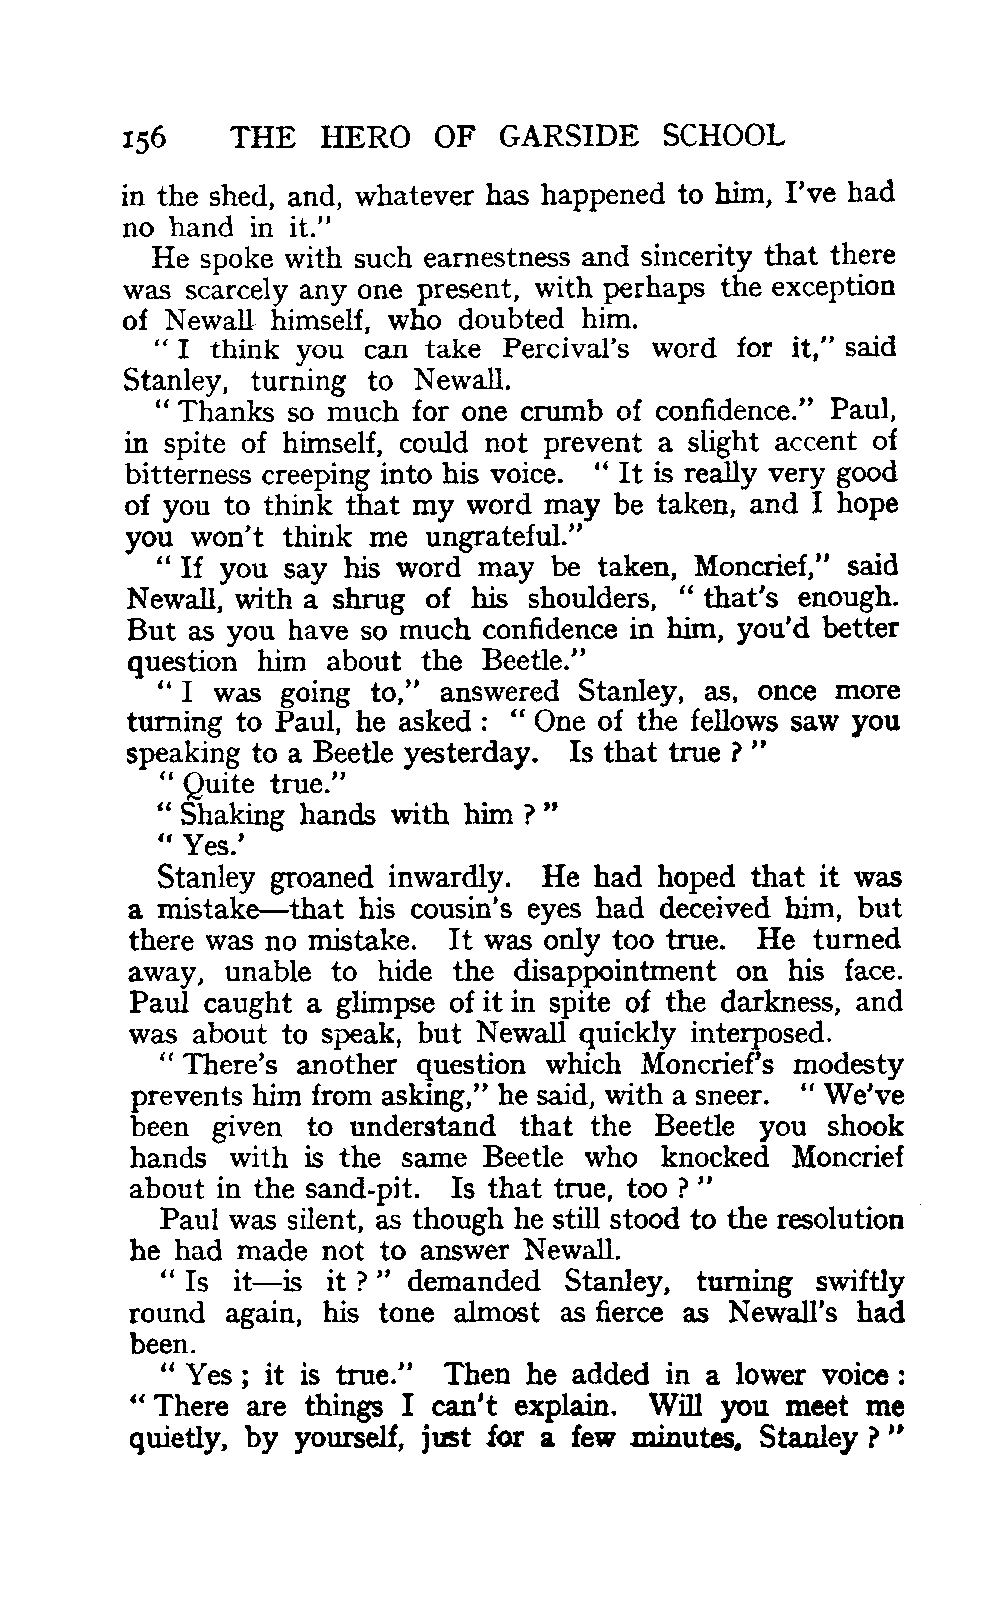 156 THE HERO OF GARSIDE SCHOOL
in the shed, and, whatever has happened to him, I've had
no hand in it."
He spoke with such earnestness and sincerity that there
was scarcely any one present, with perhaps the exception
of Newall himself, who doubted him.
"I think you can take Percival's word for it," said
Stanley, turning to Newall.
"Thanks so much for one crumb of confidence." Paul,
in spite of himself, could not prevent a slight accent of
bitterness creeping into his voice. "It is really very good
of you to think that my word may be taken, and I hope
you won't think me ungrateful."
"If you say his word may be taken, Moncrief," said
Newall, with a shrug of his shoulders, "that's enough.
But as you have so much confidence in him, you'd better
question him about the Beetle."
"I was going to," answered Stanley, as, once more
turning to Paul, he asked: "One of the fellows saw you
speaking to a Beetle yesterday. Is that true?"
"Quite true."
"Shaking hands with him?"
"Yes.'
Stanley groaned inwardly. He had hoped that it was
a mistake—that his cousin's eyes had deceived him, but
there was no mistake. It was only too true. He turned
away, unable to hide the disappointment on his face.
Paul caught a glimpse of it in spite of the darkness, and
was about to speak, but Newall quickly interposed.
"There's another question which Moncrief's modesty
prevents him from asking," he said, with a sneer. "We've
been given to understand that the Beetle you shook
hands with is the same Beetle who knocked Moncrief
about in the sand-pit. Is that true, too?"
Paul was silent, as though he still stood to the resolution
he had made not to answer Newall.
"Is it—is it?" demanded Stanley, turning swiftly
round again, his tone almost as fierce as Newall's had
been.
"Yes; it is true." Then he added in a lower voice:
"There are things I can't explain. Will you meet me
quietly, by yourself, just for a few minutes, Stanley?"